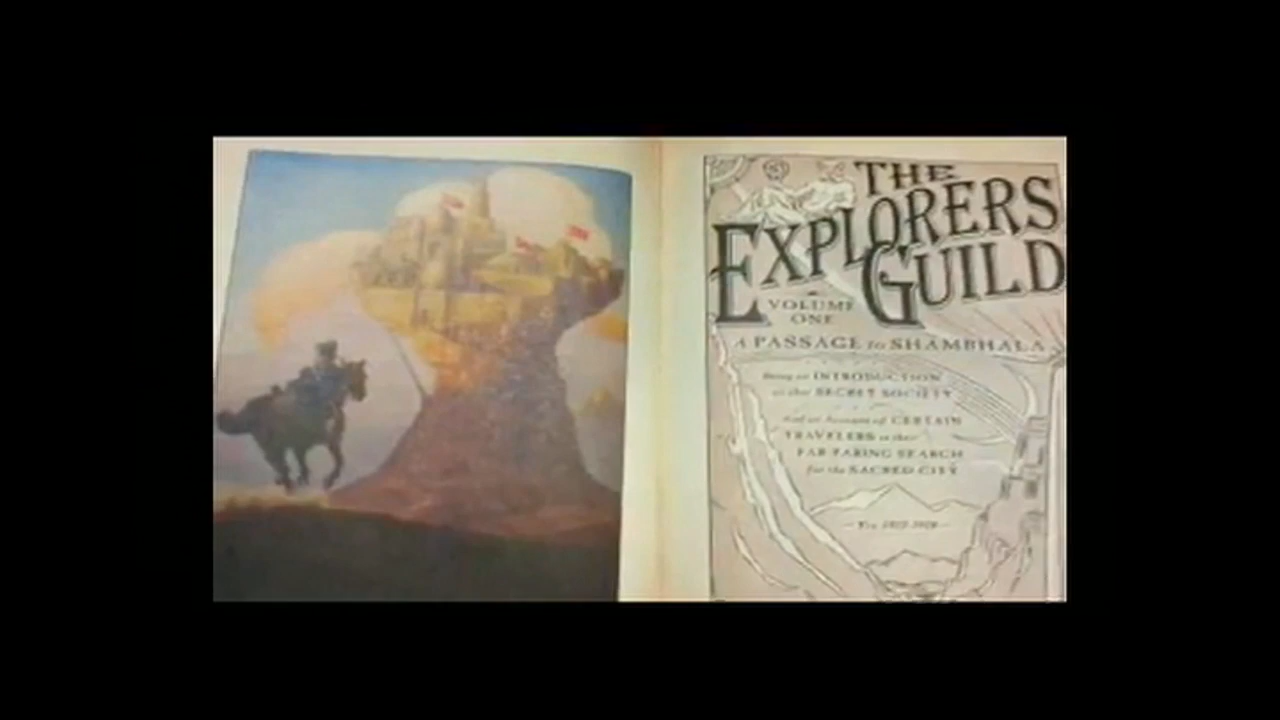 THE
EXPLORERS
GUILD
VOLUME
ONE
A PASSAGE to SHAMBHALA
Being an INTRODUCTION
to their SECRET SOCIETY
And an Account of CERTAIN
TRAVELERS in their
FAR FARING SEARCH
for the SACRED CITY